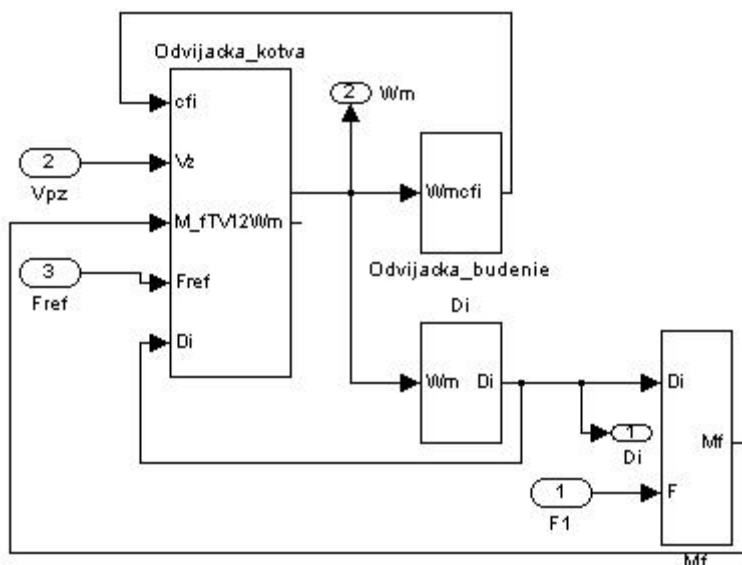 Odvijacka_kotva
cfi
2
Wm
2
Vz
Vpz
Wmcfi
M_fTV12Wm
3
Fref
Fref
Odvijacka_budenie
Di
Di
Wm
Di
Di
1
Mf
Di
1
F
F1
Mf